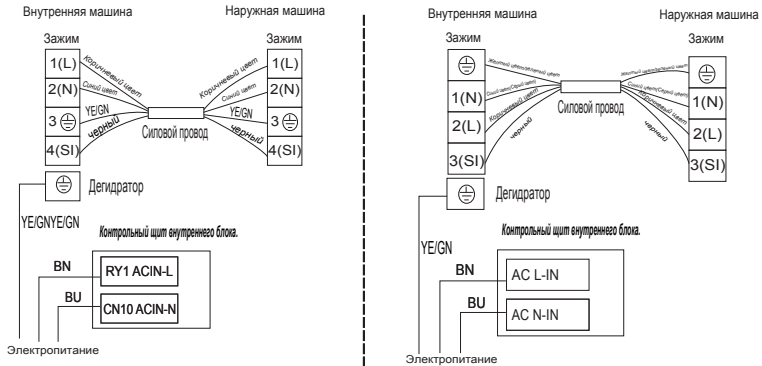 Внутренняя машина
Наружная машина
Зажим
Зажим
1(L)
2(N)
3
4(SI)
Коричневый цвет
Синий цвет
YE/GN
черный
Силовой провод
Коричневый цвет
Синий цвет
YE/GN
черный
1(L)
2(N)
3
4(SI)
Дегидратор
YE/GNYE/GN
Контрольный щит внутреннего блока.
BN
RY1 ACIN-L
BU
CN10 ACIN-N
Электропитание
Внутренняя машина
Наружная машина
Зажим
Зажим
1(N)
2(L)
3(SI)
Коричневый цвет
черный
Силовой провод
Коричневый цвет
черный
1(N)
2(L)
3(SI)
Дегидратор
YE/GN
Контрольный щит внутреннего блока.
BN
AC L-IN
BU
AC N-IN
Электропитание